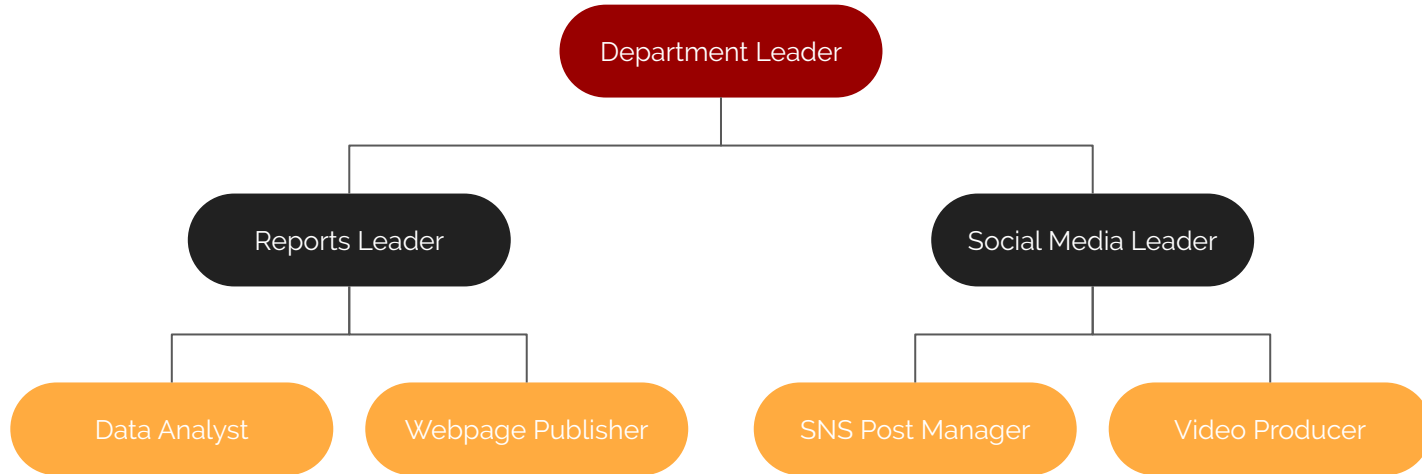 Department Leader
Reports Leader
Social Media Leader
Data Analyst
Webpage Publisher
SNS Post Manager
Video Producer